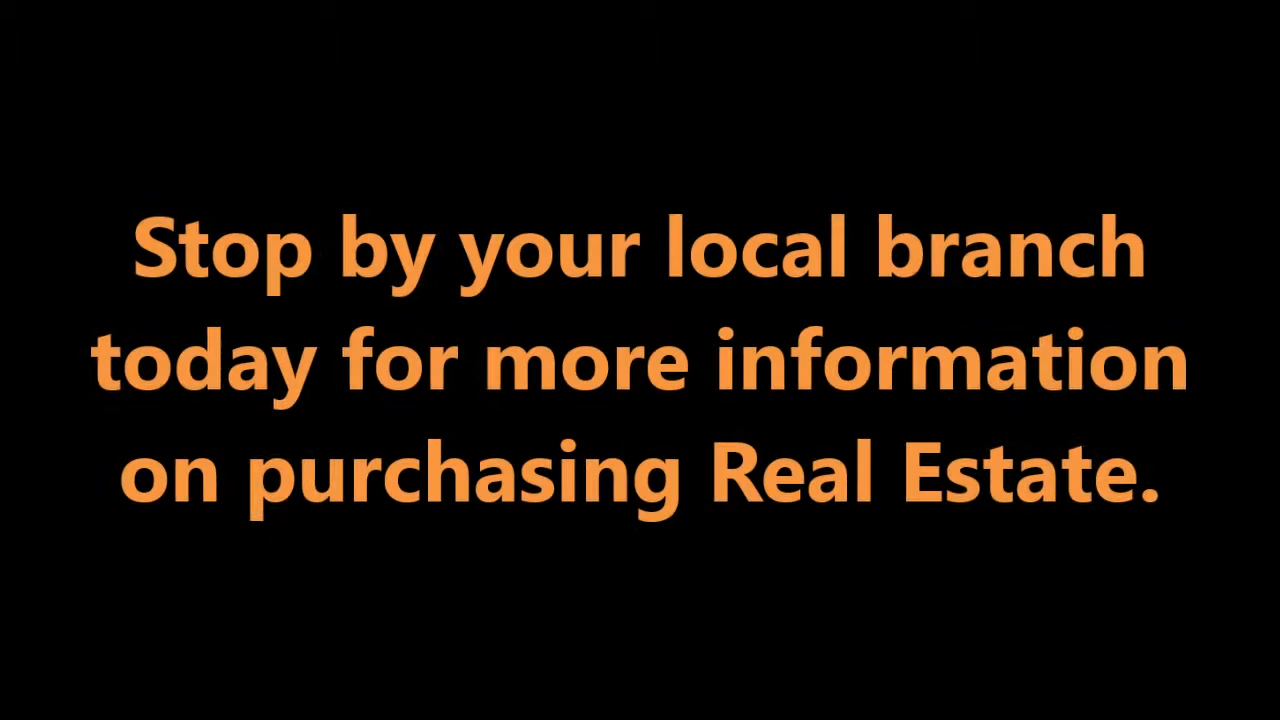 Stop by your local branch
today for more information
on purchasing Real Estate.